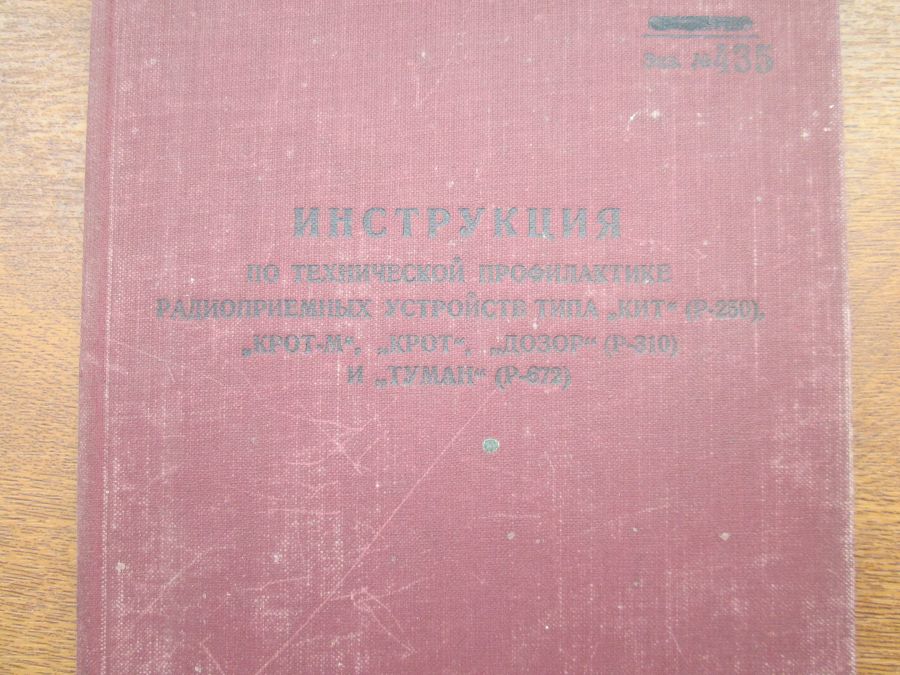 Экз. №435
ИНСТРУКЦИЯ
ПО ТЕХНИЧЕСКОЙ ПРОФИЛАКТИКЕ
РАДИОПРИЕМНЫХ УСТРОЙСТВ ТИПА „КИТ“ (Р-250),
„КРОТ-М“, „КРОТ“, „ДОЗОР“ (Р-310)
И „ТУМАН“ (Р-672)